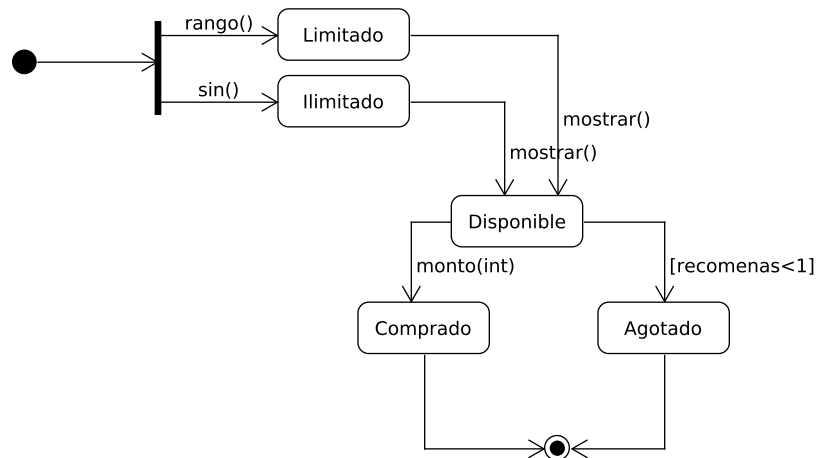 rango()
Limitado
sin()
Ilimitado
mostrar()
mostrar()
Disponible
monto(int)
[recomenas<1]
Comprado
Agotado